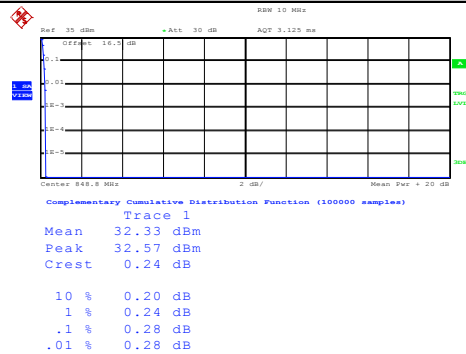 RBW 10 MHz
Ref 35 dBm Att 30 dB AQT 3.125 ms
Offset 16.5 dB
0.1
A
0.01
1 SA
VIEW
1E-3
1E-4
1E-5
3DB
Center 848.8 MHz 2 dB/ Mean Pwr + 20 dB
Complementary Cumulative Distribution Function (100000 samples)
Trace 1
Mean 32.33 dBm
Peak 32.57 dBm
Crest 0.24 dB
10 % 0.20 dB
1 % 0.24 dB
.1 % 0.28 dB
.01 % 0.28 dB